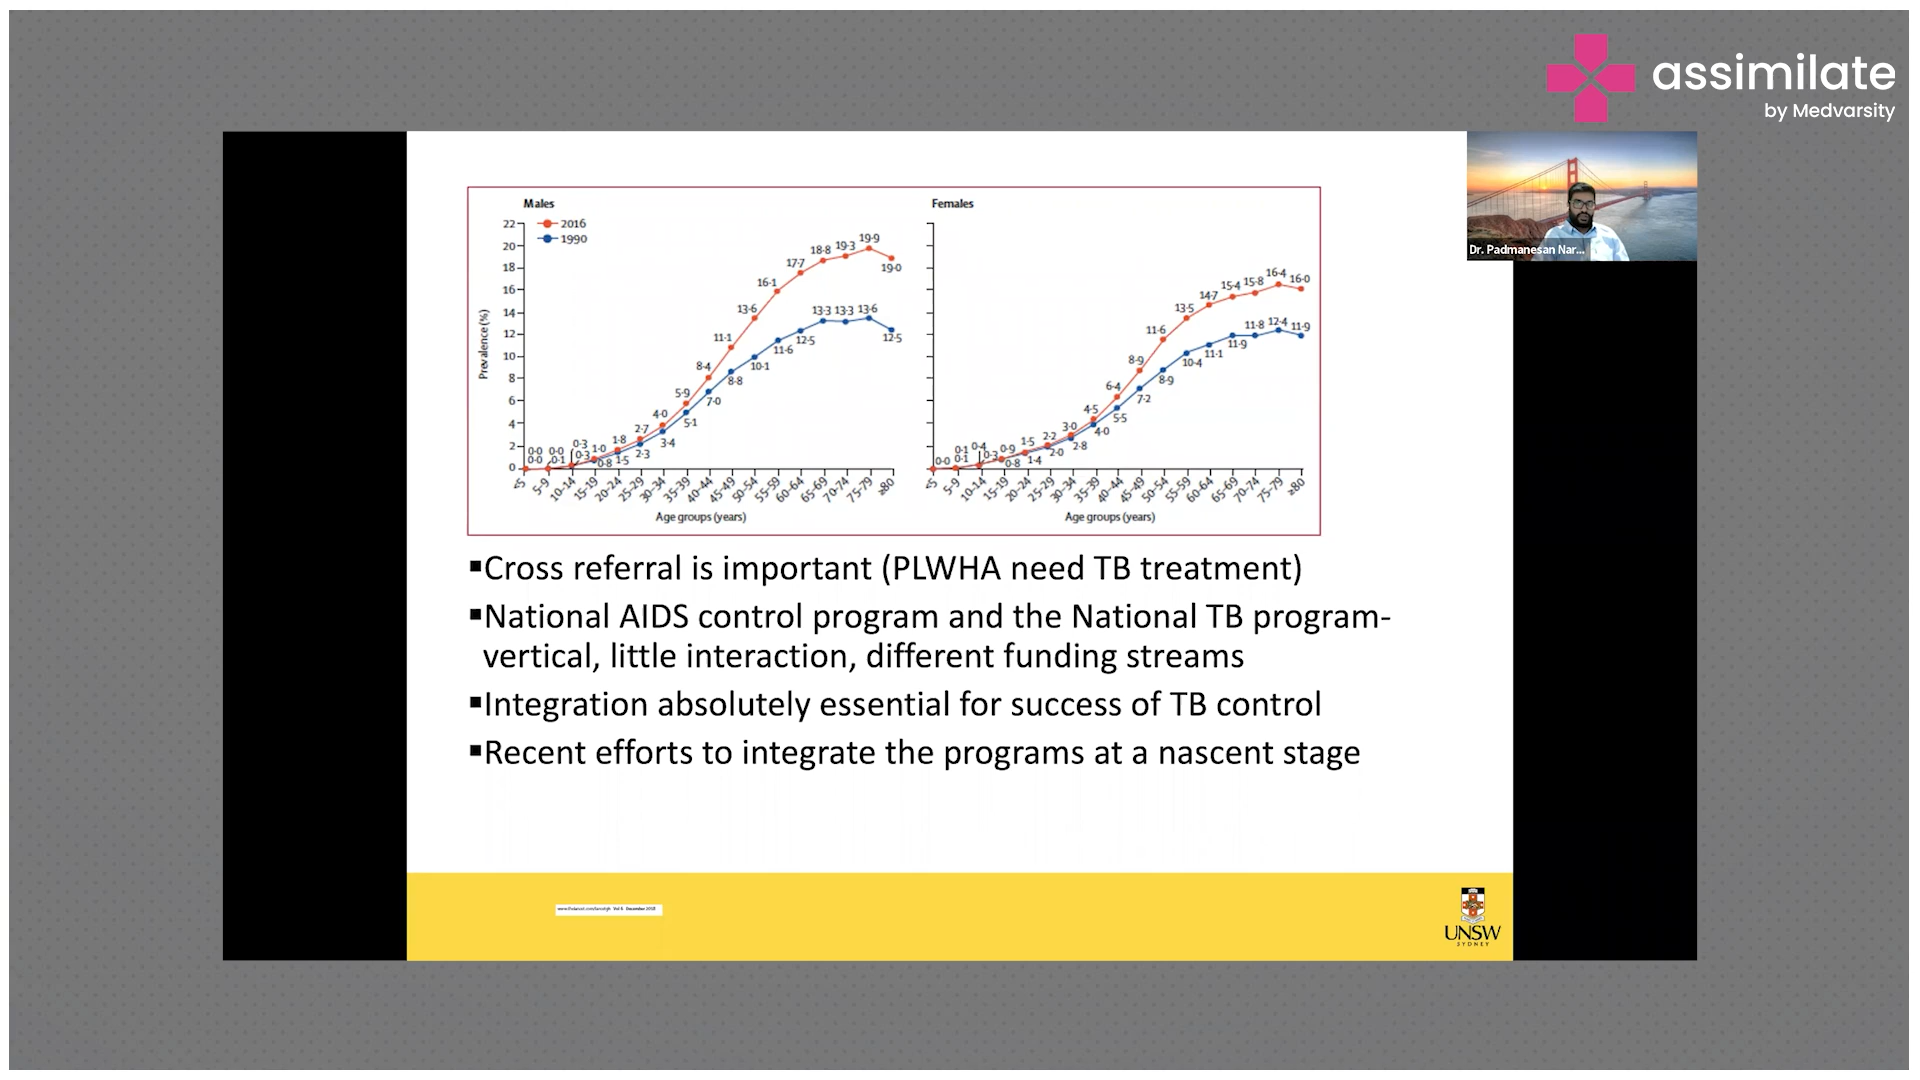 assimilate
by Medvarsity
Dr. Padmanesan Nar...
Males
2016
1990
Prevalence (%)
22
20
18
16
14
12
10
8
6
4
2
0
0·0 0·0 0·3 1·0 1·8 2·7 4·0 5·9 8·4 11·1 13·6 16·1 17·7 18·8 19·3 19·9 19·0
0·0 0·1 0·3 0·8 1·5 2·3 3·4 5·1 7·0 8·8 10·1 11·6 12·5 13·3 13·3 13·6 12·5
<5 5–9 10–14 15–19 20–24 25–29 30–34 35–39 40–44 45–49 50–54 55–59 60–64 65–69 70–74 75–79 ≥80
Age groups (years)
Females
0·0 0·1 0·4 0·9 1·5 2·2 3·0 4·5 6·4 8·9 11·6 13·5 14·7 15·4 15·8 16·4 16·0
0·1 0·3 0·8 1·4 2·0 2·8 4·0 5·5 7·2 8·9 10·4 11·1 11·9 11·8 12·4 11·9
<5 5–9 10–14 15–19 20–24 25–29 30–34 35–39 40–44 45–49 50–54 55–59 60–64 65–69 70–74 75–79 ≥80
Age groups (years)
▪Cross referral is important (PLWHA need TB treatment)
▪National AIDS control program and the National TB program-
vertical, little interaction, different funding streams
▪Integration absolutely essential for success of TB control
▪Recent efforts to integrate the programs at a nascent stage
UNSW
SYDNEY